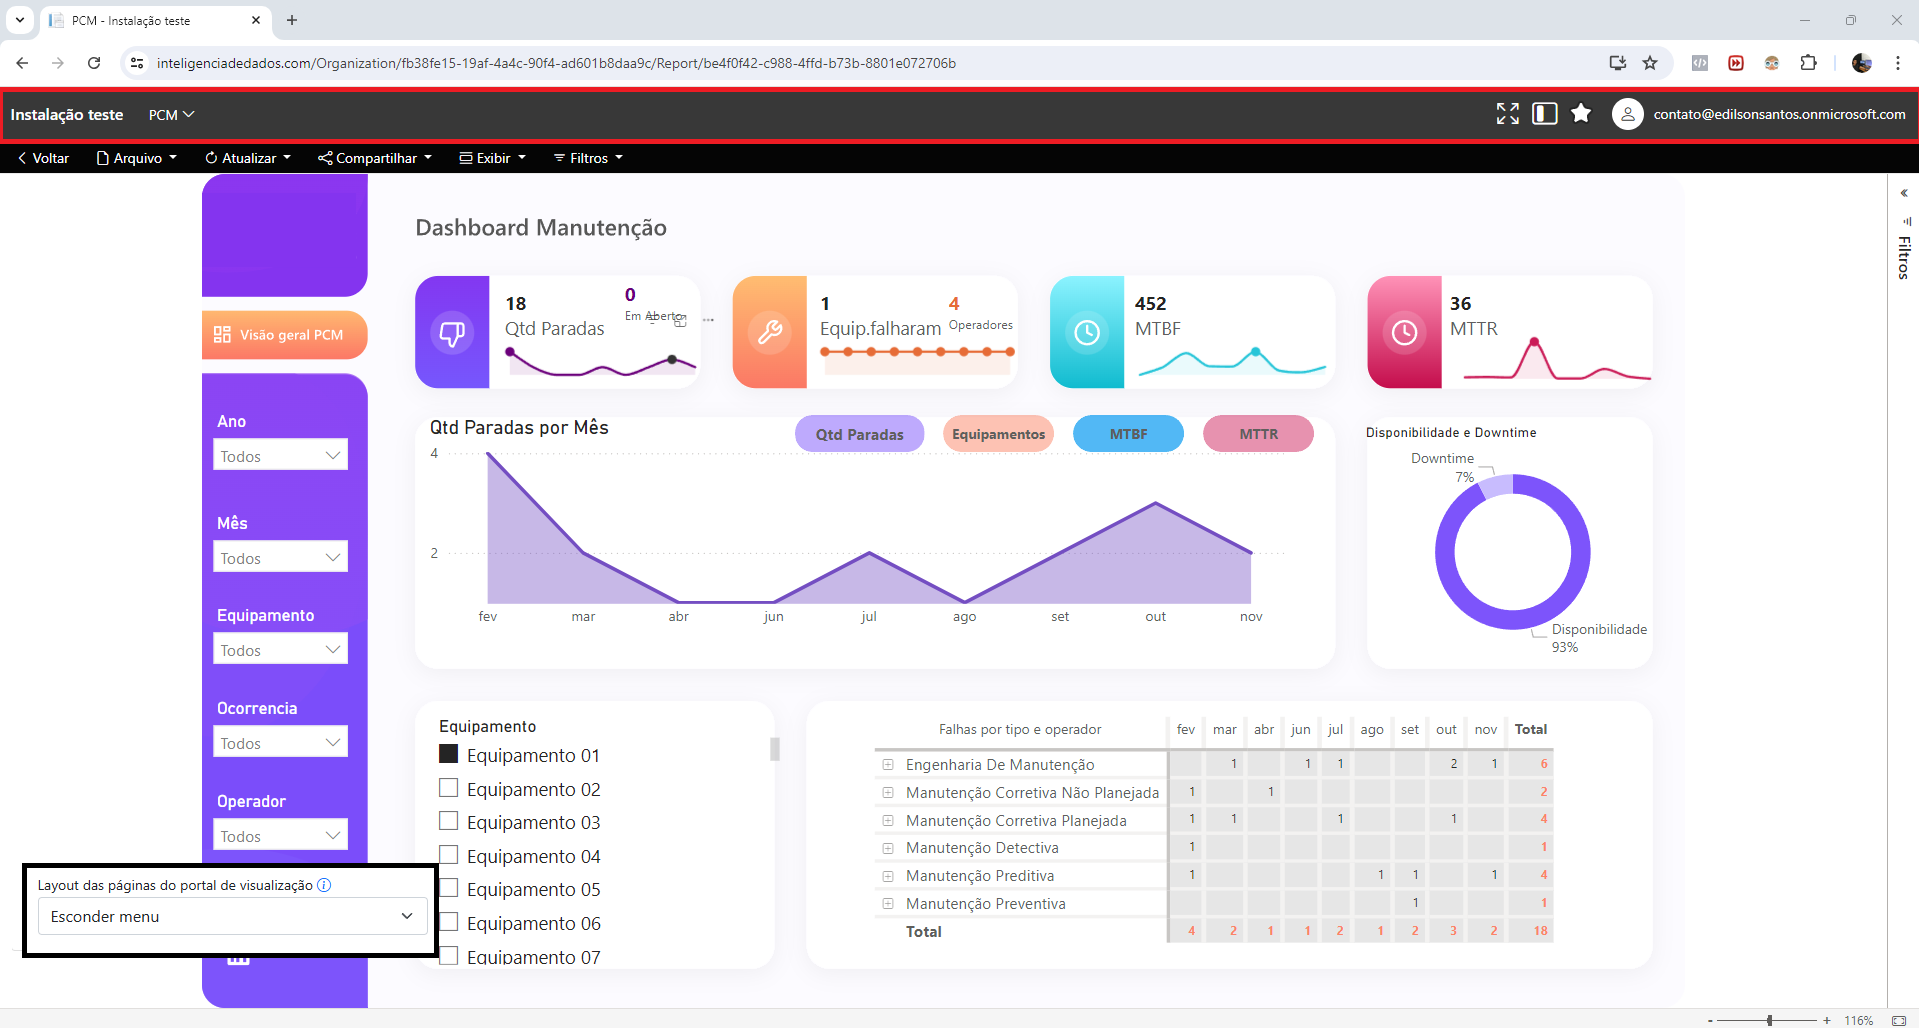 PCM - Instalação teste
inteligenciadedados.com/Organization/fb38fe15-19af-4a4c-90f4-ad601b8daa9c/Report/be4f0f42-c988-4ffd-b73b-8801e072706b
Instalação teste PCM contato@edilsonsantos.onmicrosoft.com
Voltar Arquivo Atualizar Compartilhar Exibir Filtros
Filtros
Dashboard Manutenção
Visão geral PCM
18 0
Qtd Paradas Em Aberto
1 4
Equip.falharam Operadores
452
MTBF
36
MTTR
Ano
Todos
Mês
Todos
Equipamento
Todos
Ocorrencia
Todos
Operador
Todos
Layout das páginas do portal de visualização
Esconder menu
Qtd Paradas por Mês
Qtd Paradas Equipamentos MTBF MTTR
4
2
fev mar abr jun jul ago set out nov
Disponibilidade e Downtime
Downtime
7%
Disponibilidade
93%
Equipamento
Equipamento 01
Equipamento 02
Equipamento 03
Equipamento 04
Equipamento 05
Equipamento 06
Equipamento 07
Falhas por tipo e operador fev mar abr jun jul ago set out nov Total
Engenharia De Manutenção 1 1 1 2 1 6
Manutenção Corretiva Não Planejada 1 1 2
Manutenção Corretiva Planejada 1 1 1 1 4
Manutenção Detectiva 1 1
Manutenção Preditiva 1 1 1 1 4
Manutenção Preventiva 1 1
Total 4 2 1 1 2 1 2 3 2 18
- + 116%